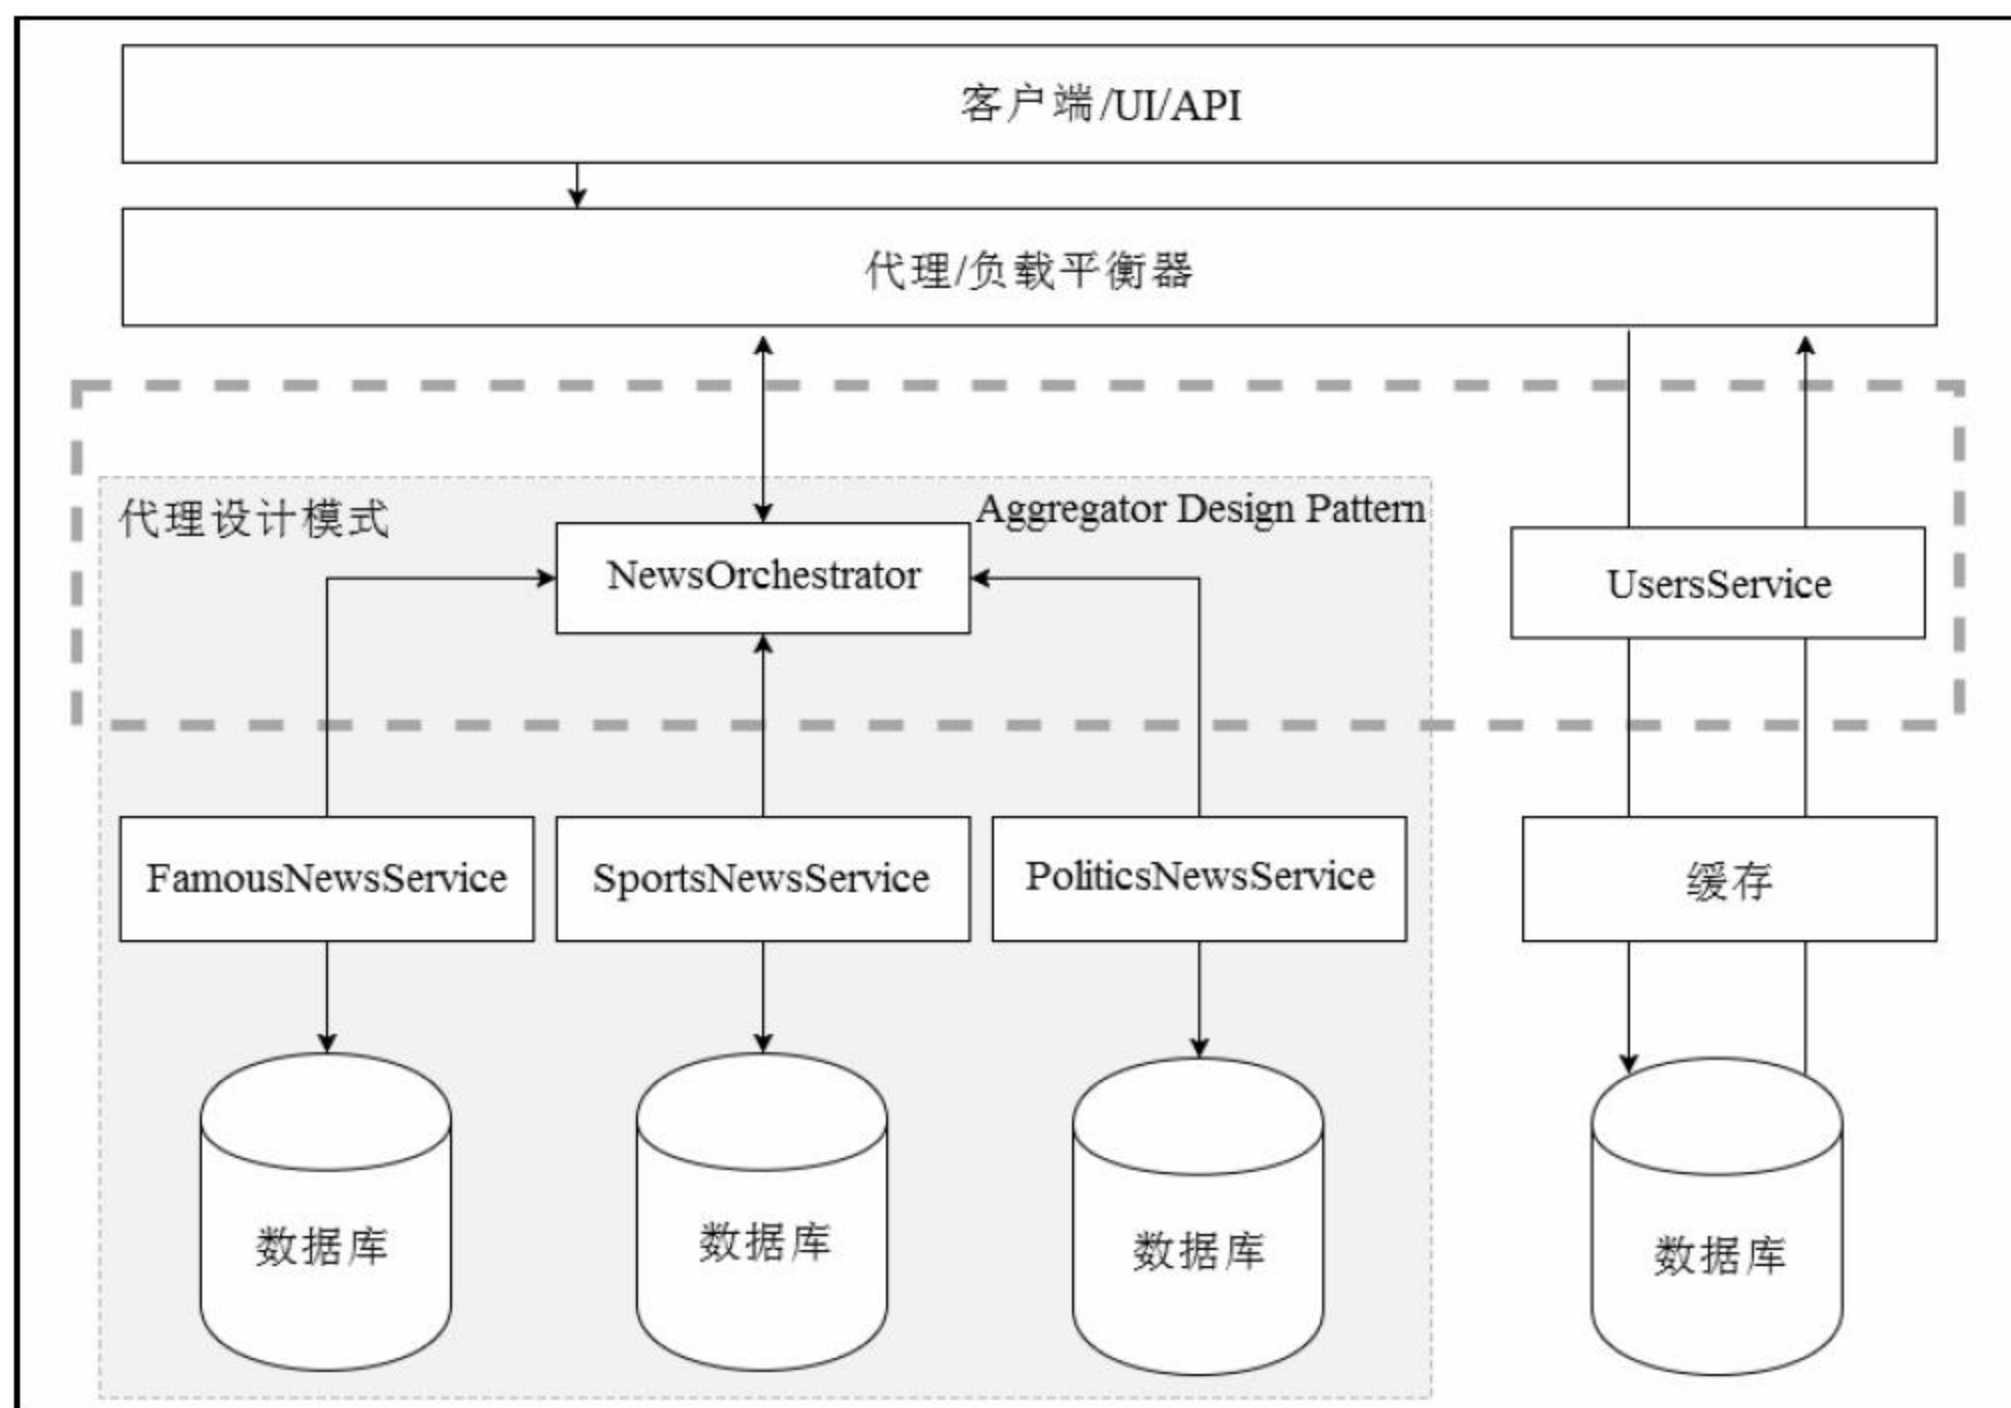 客户端/UI/API
代理/负载平衡器
代理设计模式
Aggregator Design Pattern
NewsOrchestrator
UsersService
FamousNewsService
SportsNewsService
PoliticsNewsService
缓存
数据库
数据库
数据库
数据库